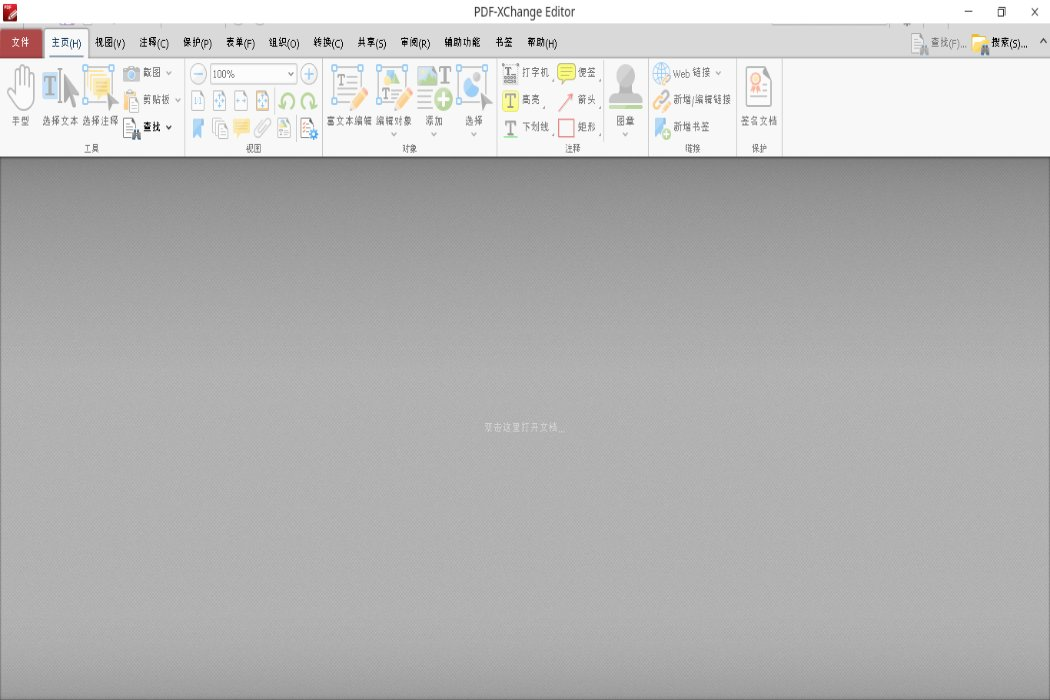 PDF-XChange Editor
文件 主页(H) 视图(V) 注释(C) 保护(P) 表单(F) 组织(O) 转换(C) 共享(S) 审阅(R) 辅助功能 书签 帮助(H) 查找(F)... 搜索(S)...
截图 100% 打字机 便签 Web 链接
剪贴板 高亮 箭头 新增/编辑链接
手型 选择文本 选择注释 富文本编辑 编辑对象 添加 选择 图章 签名文档
查找 下划线 矩形 新增书签
工具 视图 对象 注释 链接 保护
双击这里打开文档...